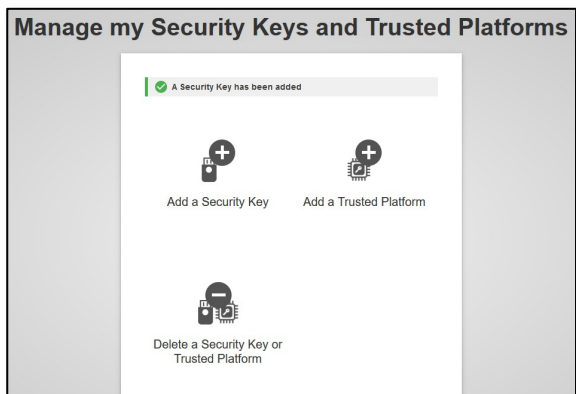 Manage my Security Keys and Trusted Platforms
A Security Key has been added
Add a Security Key
Add a Trusted Platform
Delete a Security Key or
Trusted Platform